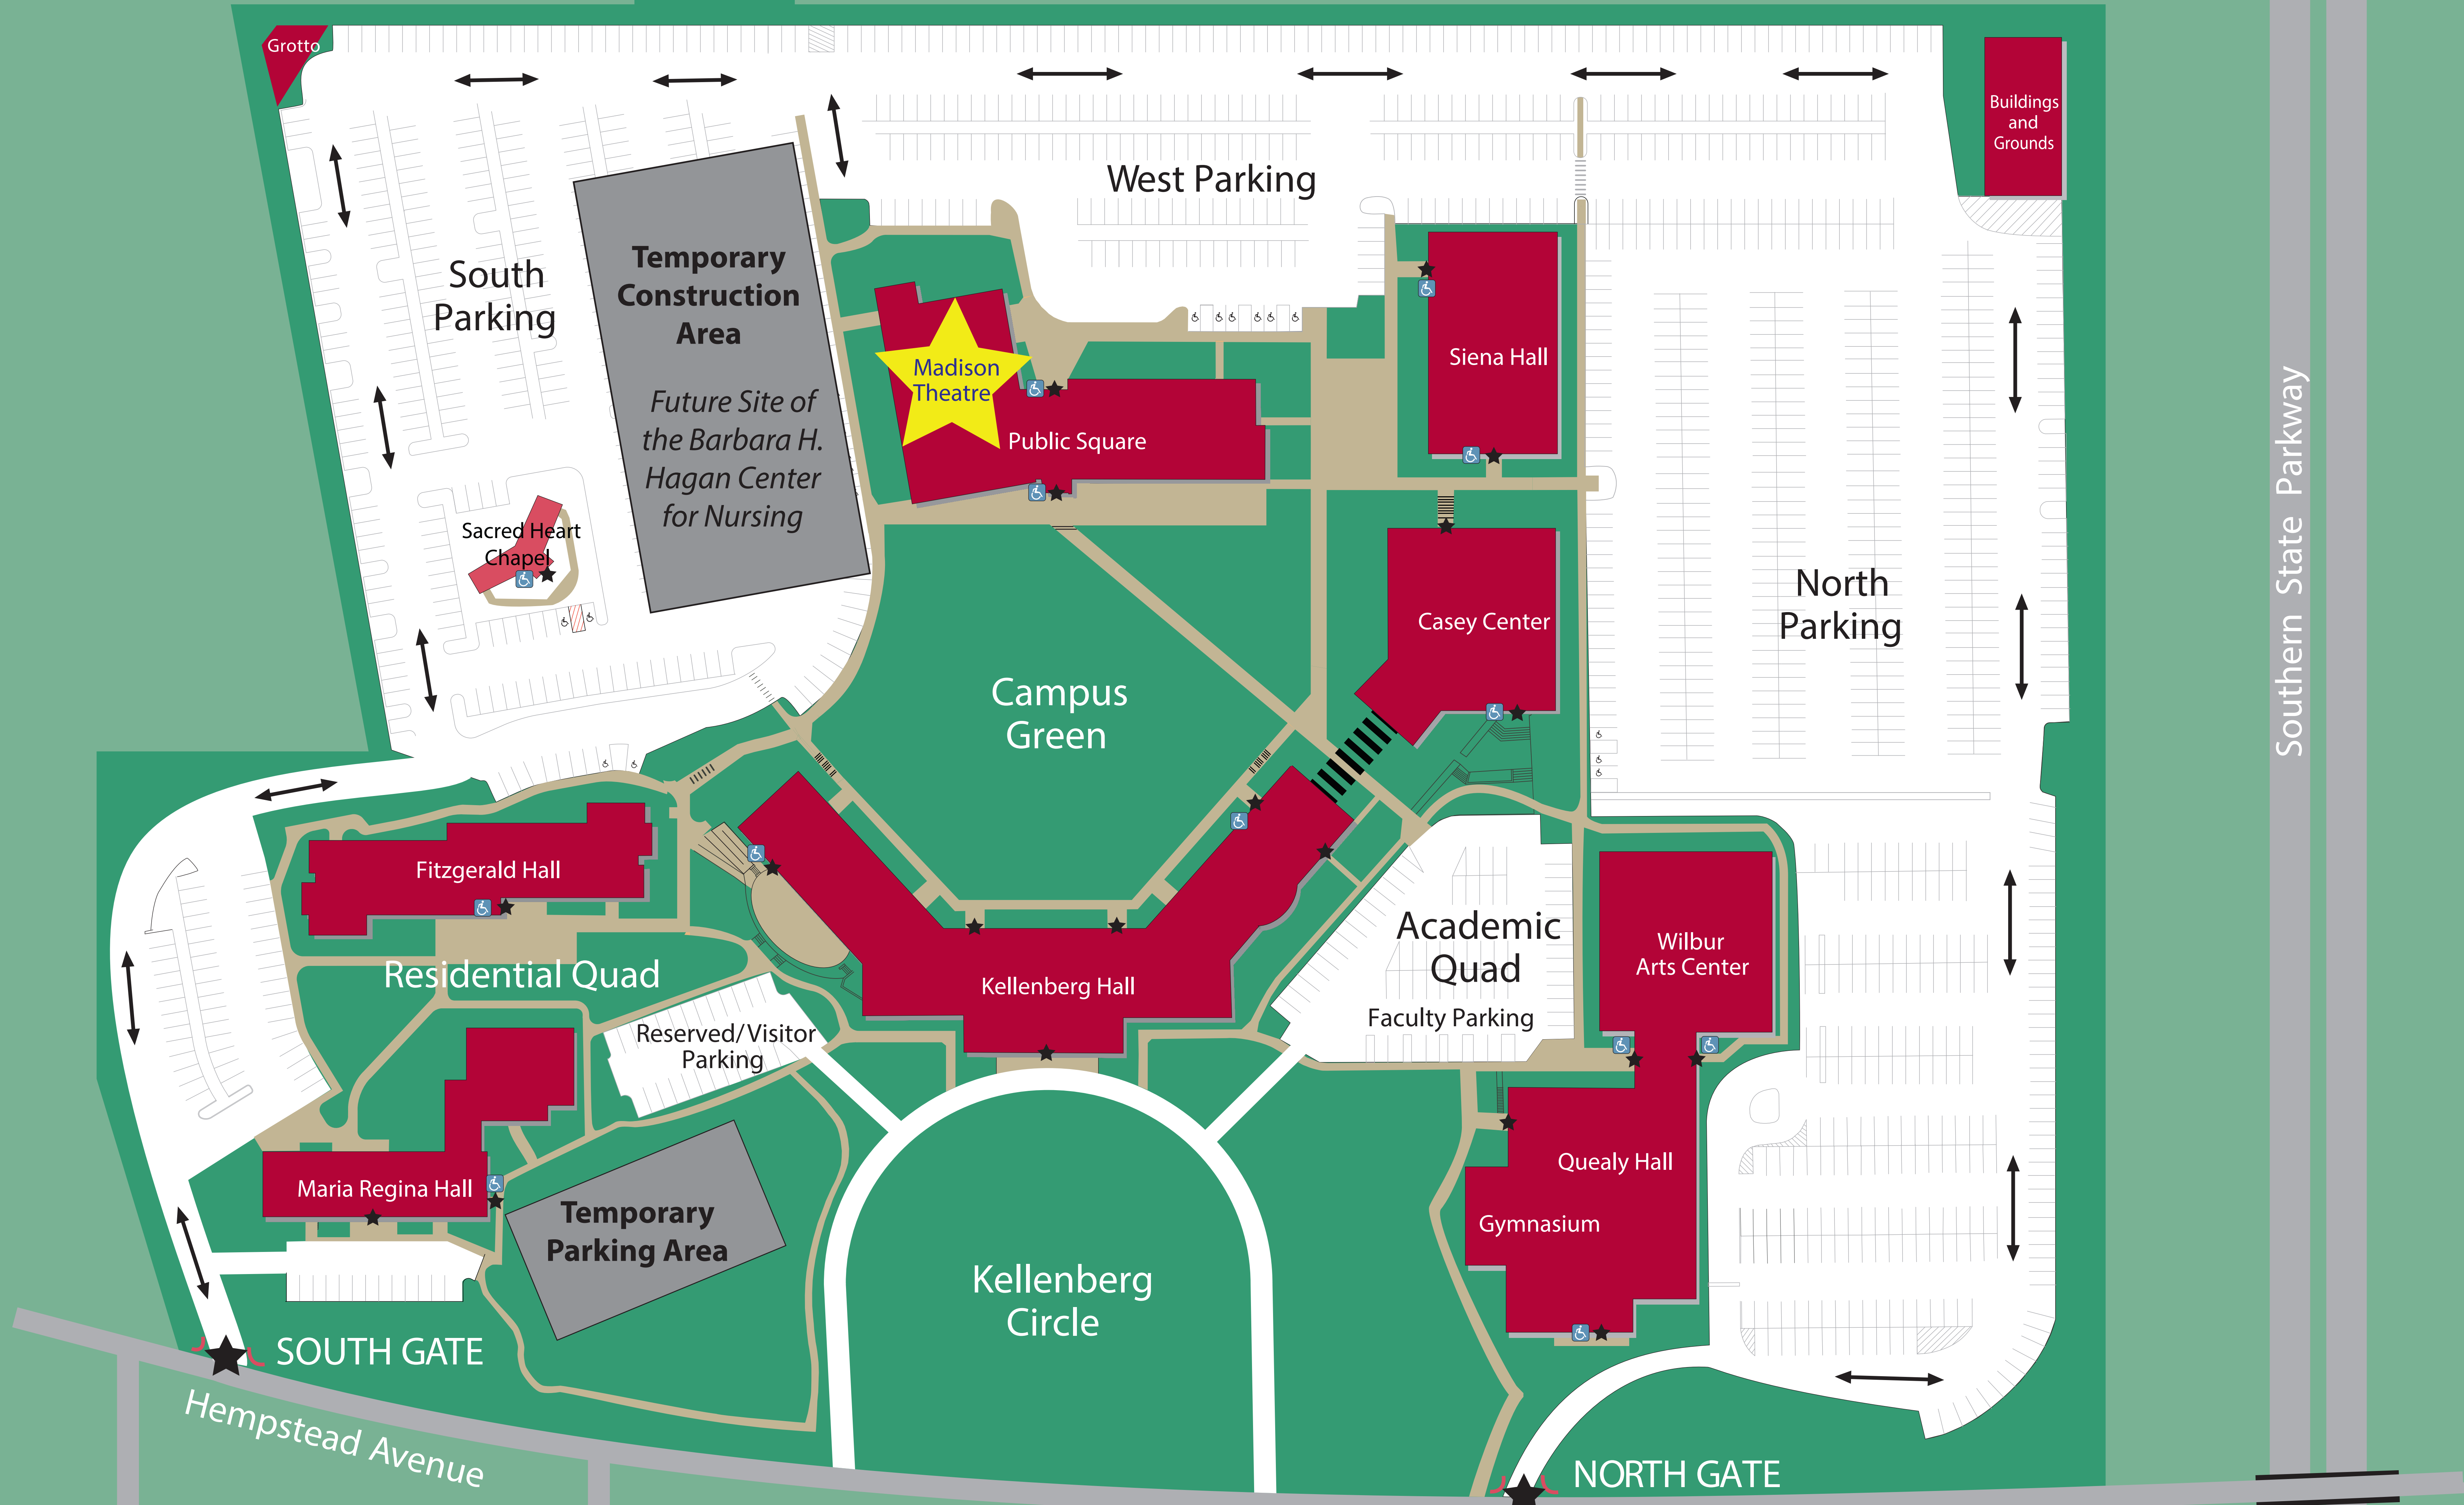 Grotto
Buildings
and
Grounds
West Parking
South
Parking
Temporary
Construction
Area
Future Site of
the Barbara H.
Hagan Center
for Nursing
Madison
Theatre
Public Square
Siena Hall
Southern State Parkway
Sacred Heart
Chapel
Casey Center
North
Parking
Campus
Green
Fitzgerald Hall
Residential Quad
Kellenberg Hall
Academic
Quad
Faculty Parking
Wilbur
Arts Center
Reserved/Visitor
Parking
Maria Regina Hall
Temporary
Parking Area
Quealy Hall
Gymnasium
Kellenberg
Circle
SOUTH GATE
Hempstead Avenue
NORTH GATE